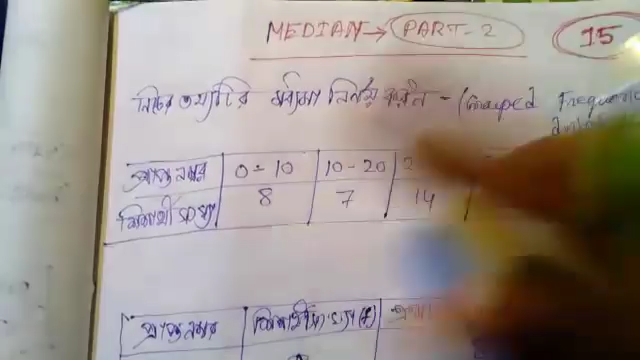 MEDIAN → PART-2
15
নিচের তথ্যটির মধ্যমা নির্ণয় করুন - (Grouped Frequency
প্রাপ্ত নম্বর 0-10 10-20
শিক্ষার্থী সংখ্যা 8 7 14
প্রাপ্ত নম্বর শিক্ষার্থী সংখ্যা (f)